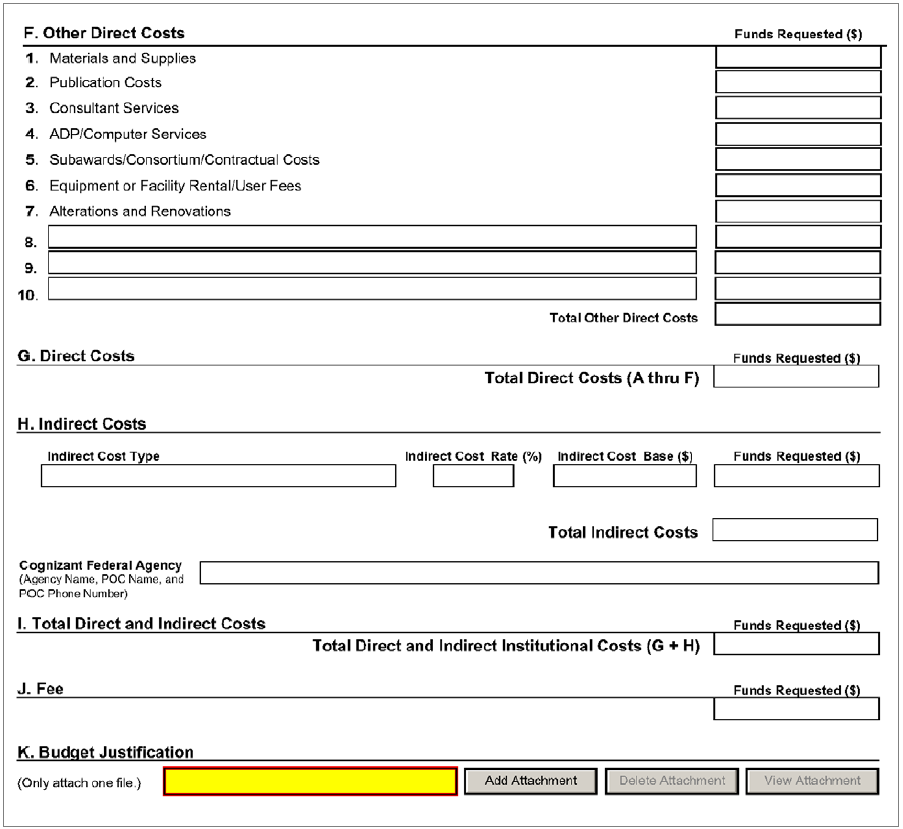 F. Other Direct Costs Funds Requested ($)
1. Materials and Supplies
2. Publication Costs
3. Consultant Services
4. ADP/Computer Services
5. Subawards/Consortium/Contractual Costs
6. Equipment or Facility Rental/User Fees
7. Alterations and Renovations
8.
9.
10.
Total Other Direct Costs
G. Direct Costs Funds Requested ($)
Total Direct Costs (A thru F)
H. Indirect Costs
Indirect Cost Type Indirect Cost Rate (%) Indirect Cost Base ($) Funds Requested ($)
Total Indirect Costs
Cognizant Federal Agency
(Agency Name, POC Name, and
POC Phone Number)
I. Total Direct and Indirect Costs Funds Requested ($)
Total Direct and Indirect Institutional Costs (G + H)
J. Fee Funds Requested ($)
K. Budget Justification
(Only attach one file.) Add Attachment Delete Attachment View Attachment